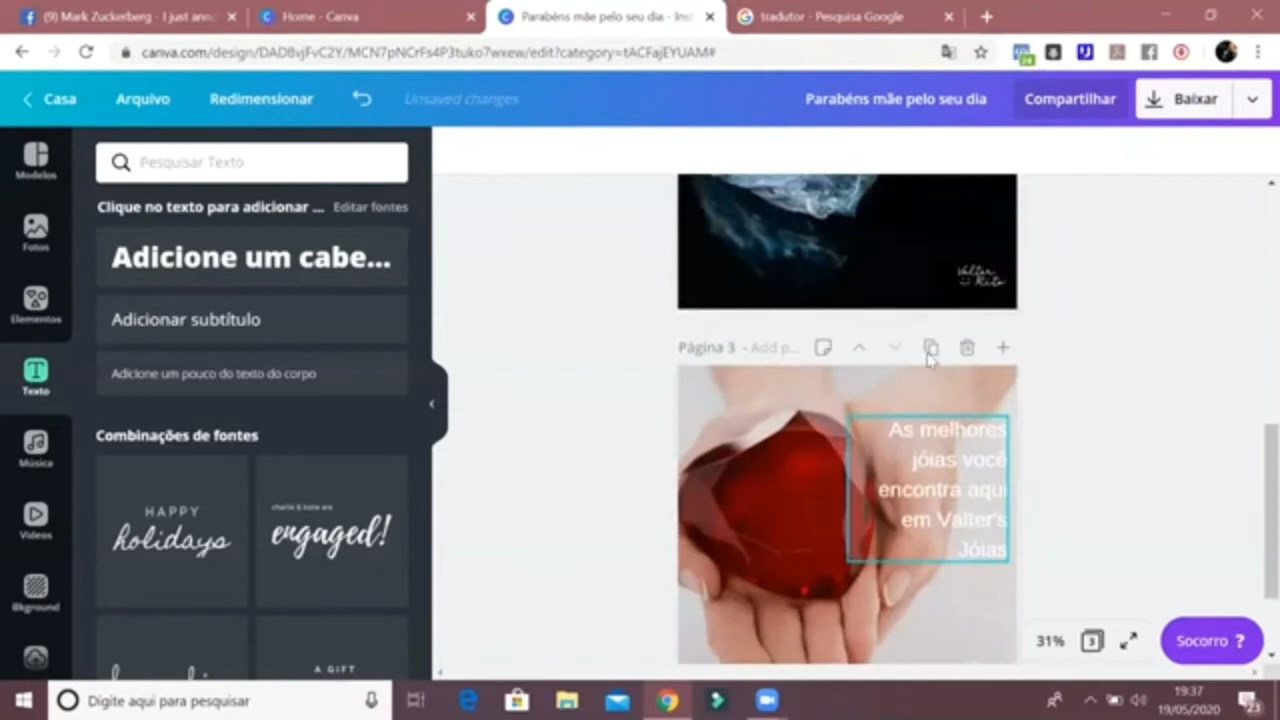 (9) Mark Zuckerberg - I just ann
Home - Canva
Parabéns mãe pelo seu dia - Inst
tradutor - Pesquisa Google
canva.com/design/DAD8vjFvC2Y/MCN7pNCrFs4P3tuko7wxew/edit?category=tACFajEYUAM#
Casa
Arquivo
Redimensionar
Unsaved changes
Parabéns mãe pelo seu dia
Compartilhar
Baixar
Modelos
Fotos
Elementos
Texto
Música
Vídeos
Bkground
Pesquisar Texto
Clique no texto para adicionar ...
Editar fontes
Adicione um cabe...
Adicionar subtítulo
Adicione um pouco do texto do corpo
Combinações de fontes
HAPPY
holidays
charlie & katie are
engaged!
A GIFT
Valter
Rito
Página 3 - Add p...
As melhores
jóias você
encontra aqui
em Valter's
Jóias
31%
3
Socorro ?
Digite aqui para pesquisar
19:37
19/05/2020
23